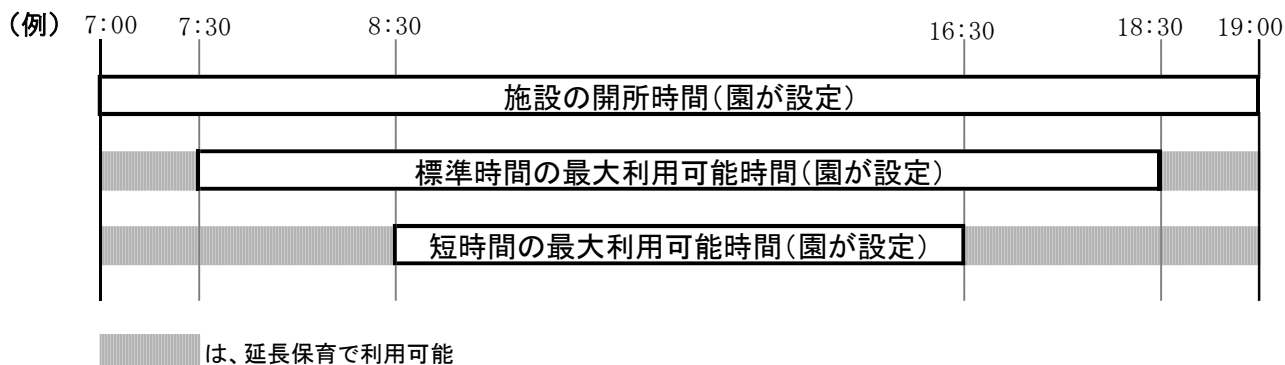 (例) 7:00 7:30 8:30 16:30 18:30 19:00
施設の開所時間(園が設定)
標準時間の最大利用可能時間(園が設定)
短時間の最大利用可能時間(園が設定)
は、延長保育で利用可能